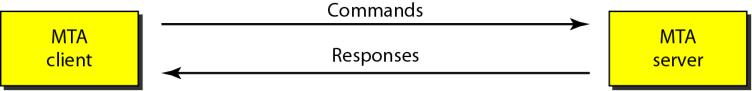 Commands
MTA
client
MTA
server
Responses